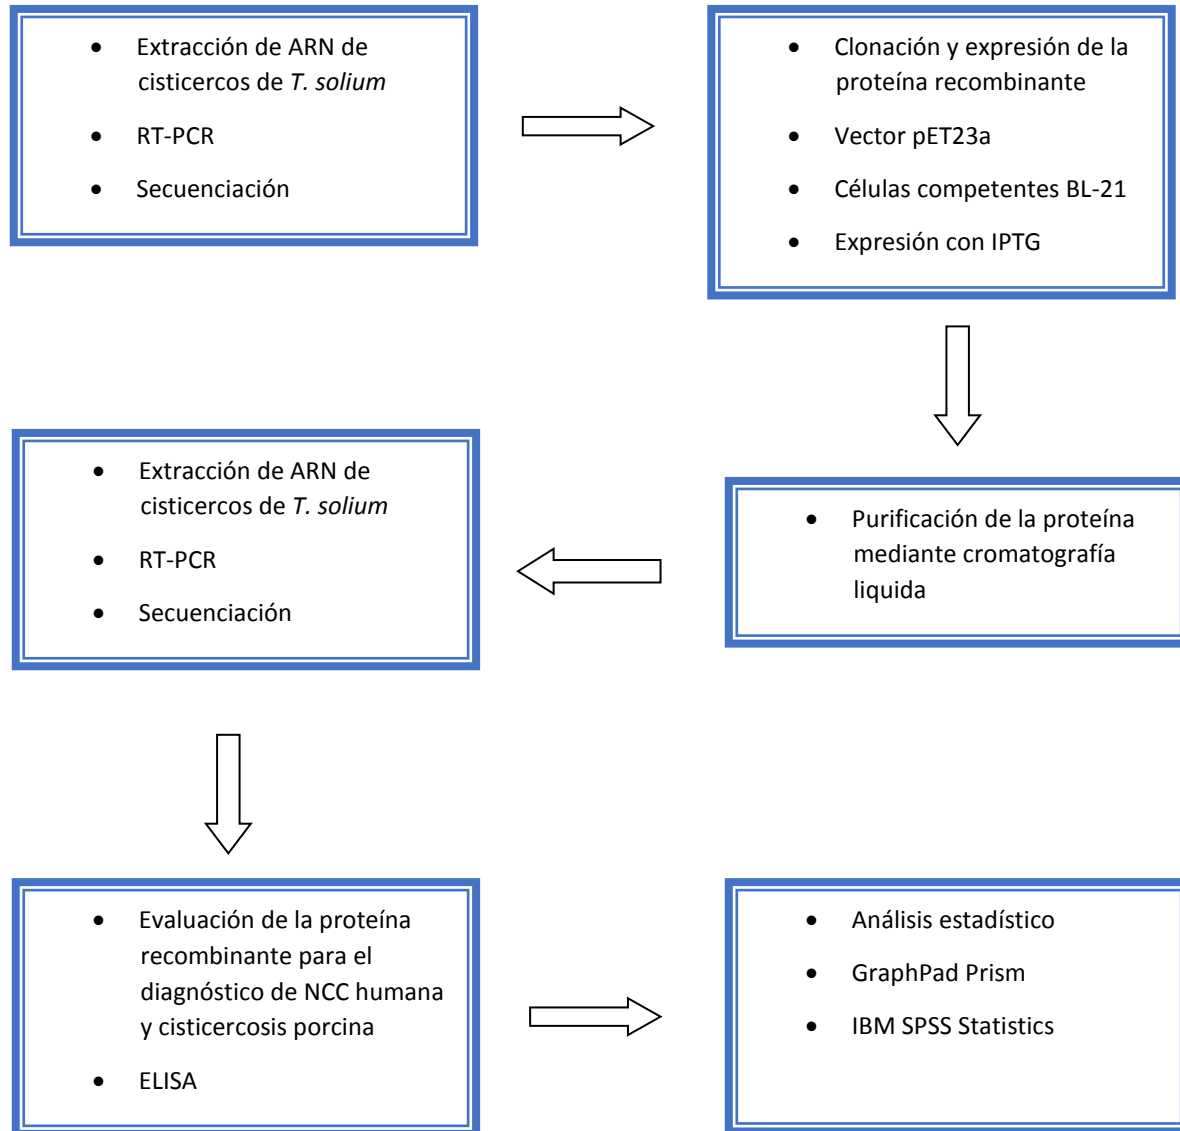 • Extracción de ARN de
cisticercos de T. solium
• RT-PCR
• Secuenciación
• Clonación y expresión de la
proteína recombinante
• Vector pET23a
• Células competentes BL-21
• Expresión con IPTG
• Purificación de la proteína
mediante cromatografía
liquida
• Extracción de ARN de
cisticercos de T. solium
• RT-PCR
• Secuenciación
• Evaluación de la proteína
recombinante para el
diagnóstico de NCC humana
y cisticercosis porcina
• ELISA
• Análisis estadístico
• GraphPad Prism
• IBM SPSS Statistics